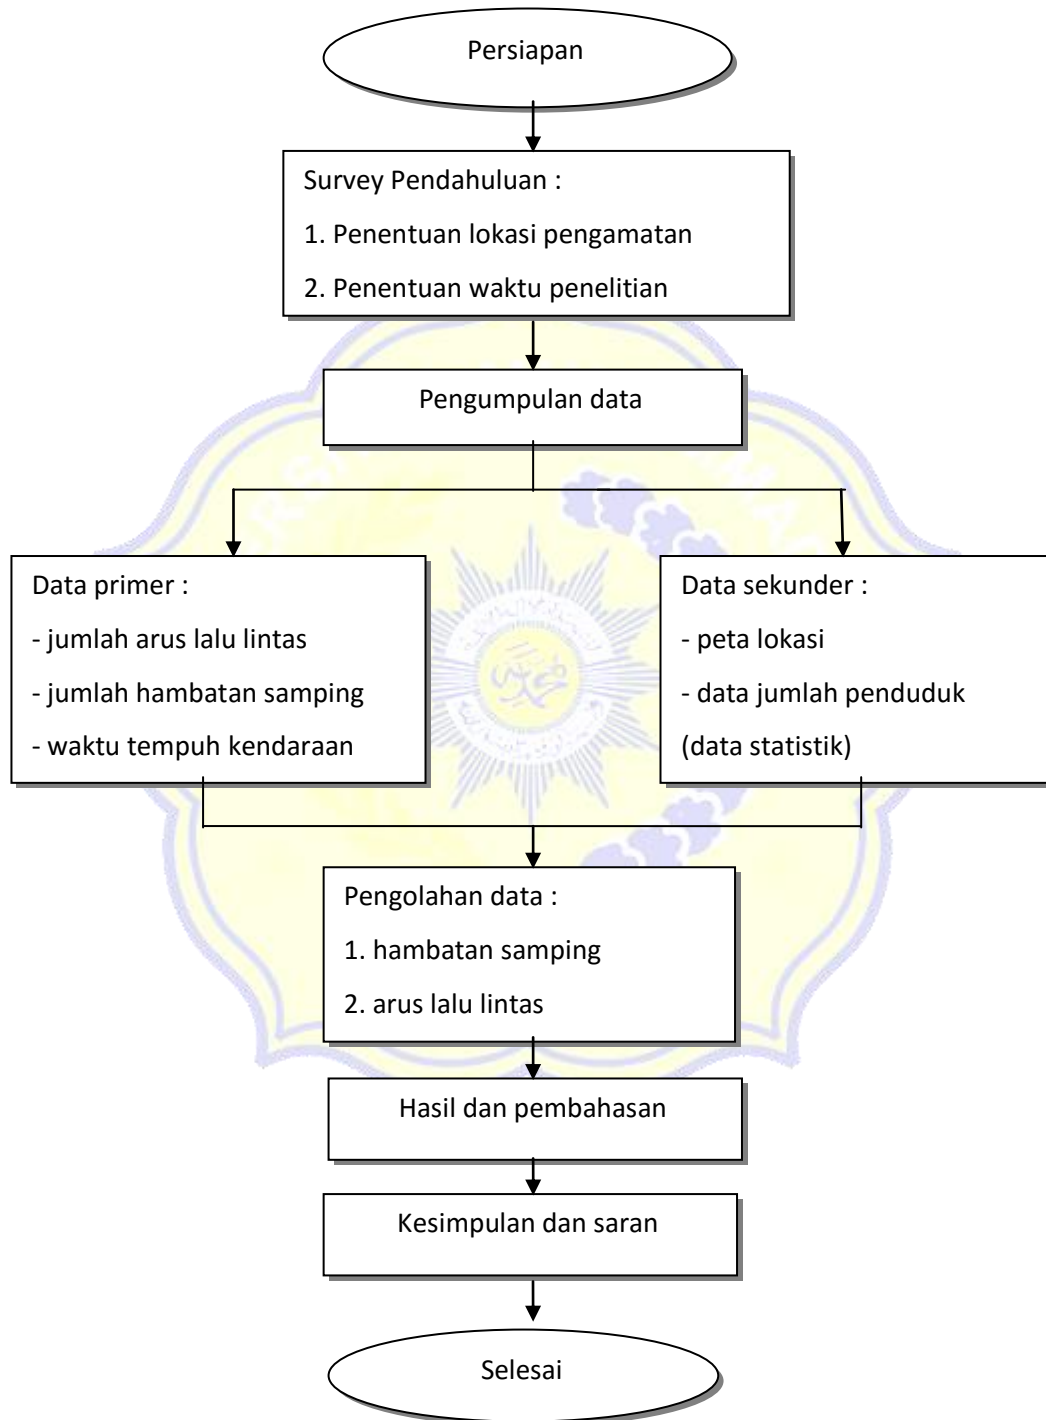 Persiapan
Survey Pendahuluan :
1. Penentuan lokasi pengamatan
2. Penentuan waktu penelitian
Pengumpulan data
Data primer :
- jumlah arus lalu lintas
- jumlah hambatan samping
- waktu tempuh kendaraan
Data sekunder :
- peta lokasi
- data jumlah penduduk
(data statistik)
Pengolahan data :
1. hambatan samping
2. arus lalu lintas
Hasil dan pembahasan
Kesimpulan dan saran
Selesai